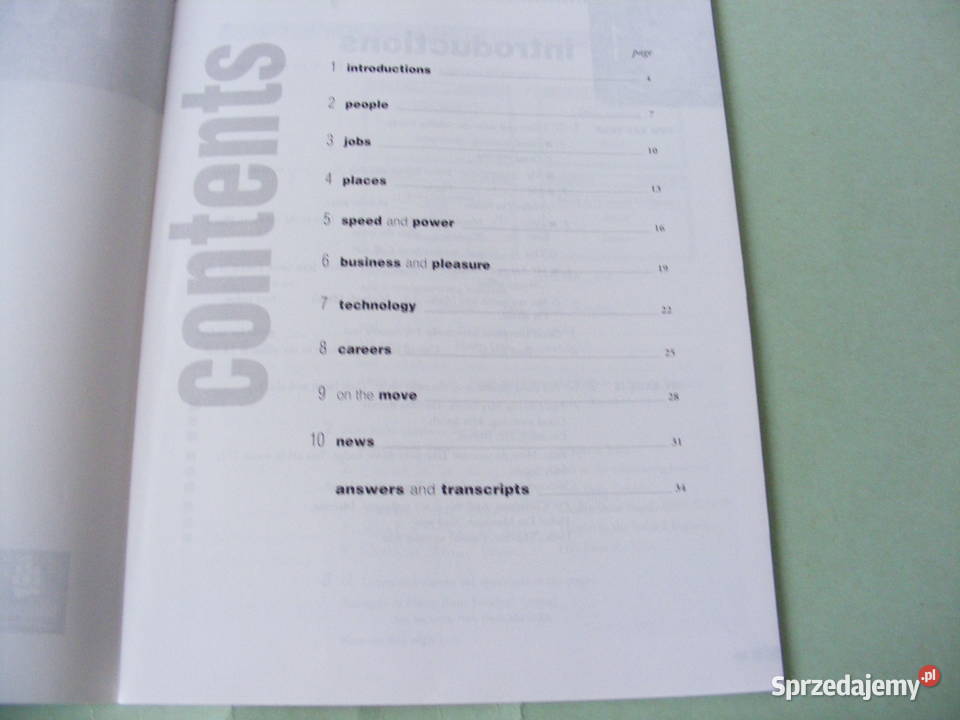 contents
page
1 introductions 4
2 people 7
3 jobs 10
4 places 13
5 speed and power 16
6 business and pleasure 19
7 technology 22
8 careers 25
9 on the move 28
10 news 31
answers and transcripts 34
Sprzedajemy.pl